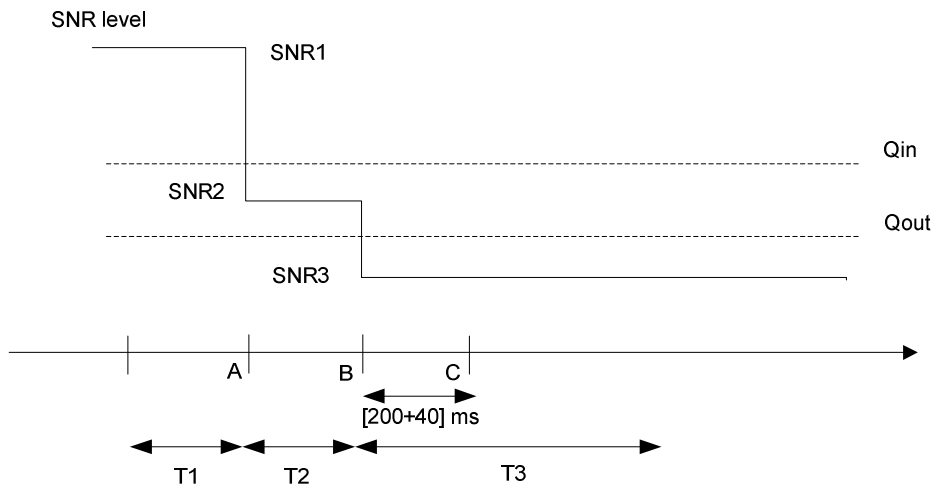 SNR level
SNR1
Qin
SNR2
Qout
SNR3
A
B
C
[200+40] ms
T1
T2
T3